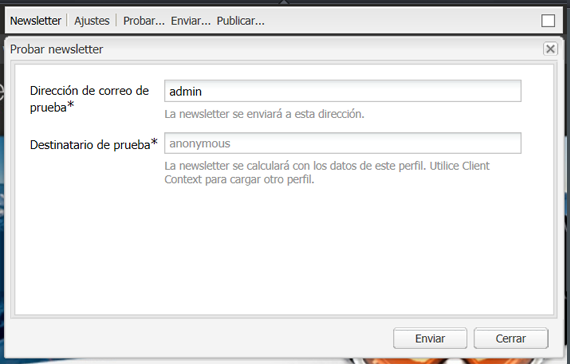 Newsletter Ajustes Probar... Enviar... Publicar...
Probar newsletter
Dirección de correo de
prueba*
admin
La newsletter se enviará a esta dirección.
Destinatario de prueba*
anonymous
La newsletter se calculará con los datos de este perfil. Utilice Client
Context para cargar otro perfil.
Enviar Cerrar